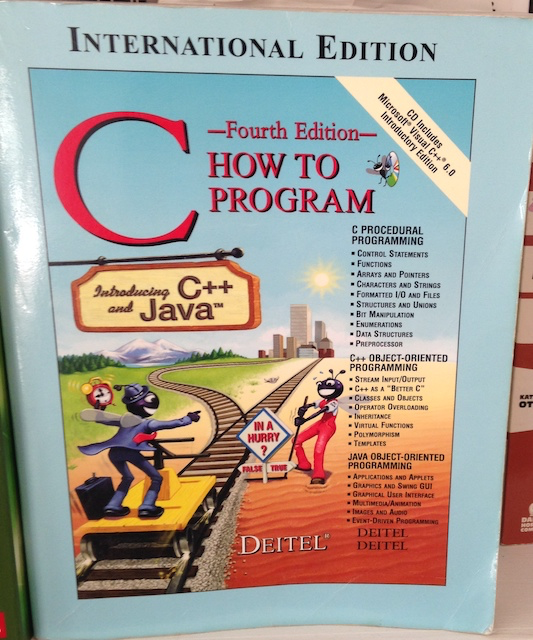 INTERNATIONAL EDITION
CD Includes
Microsoft® Visual C++® 6.0
Introductory Edition
C
—Fourth Edition—
HOW TO
PROGRAM
Introducing C++
and Java™
C PROCEDURAL
PROGRAMMING
▪ CONTROL STATEMENTS
▪ FUNCTIONS
▪ ARRAYS AND POINTERS
▪ CHARACTERS AND STRINGS
▪ FORMATTED I/O AND FILES
▪ STRUCTURES AND UNIONS
▪ BIT MANIPULATION
▪ ENUMERATIONS
▪ DATA STRUCTURES
▪ PREPROCESSOR
C++ OBJECT-ORIENTED
PROGRAMMING
▪ STREAM INPUT/OUTPUT
▪ C++ AS A "BETTER C"
▪ CLASSES AND OBJECTS
▪ OPERATOR OVERLOADING
▪ INHERITANCE
▪ VIRTUAL FUNCTIONS
▪ POLYMORPHISM
▪ TEMPLATES
JAVA OBJECT-ORIENTED
PROGRAMMING
▪ APPLICATIONS AND APPLETS
▪ GRAPHICS AND SWING GUI
▪ GRAPHICAL USER INTERFACE
▪ MULTIMEDIA/ANIMATION
▪ IMAGES AND AUDIO
▪ EVENT-DRIVEN PROGRAMMING
IN A
HURRY
?
FALSE TRUE
DEITEL
DEITEL
DEITEL